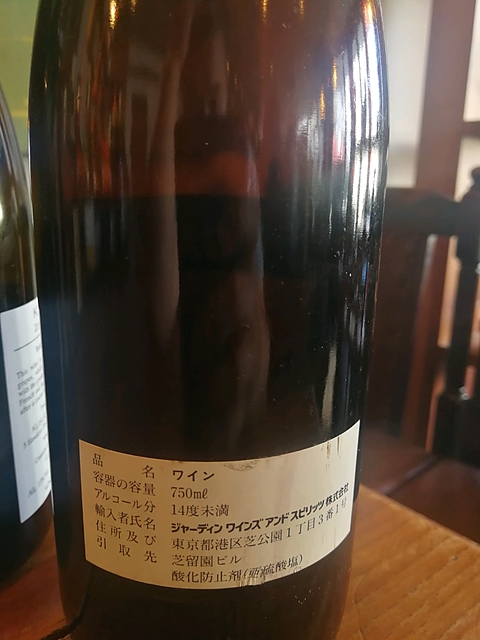 品名 ワイン
容器の容量 750mℓ
アルコール分 14度未満
輸入者氏名 ジャーディン ワインズ アンド スピリッツ 株式会社
住所及び 東京都港区芝公園1丁目3番1号
引取先 芝留園ビル
酸化防止剤(亜硫酸塩)